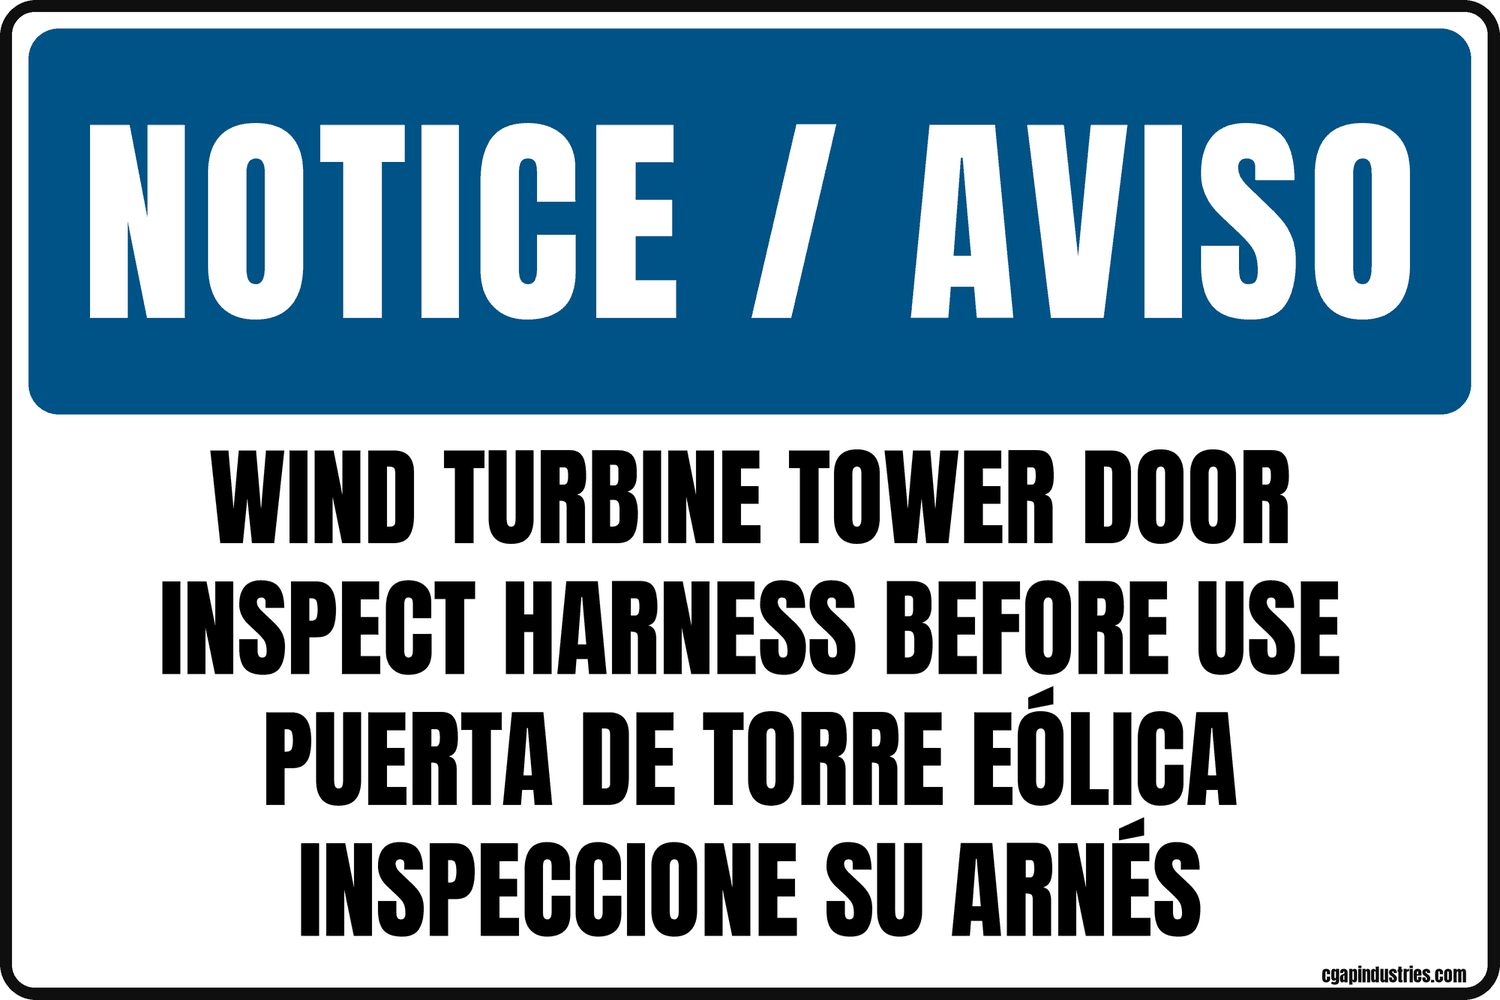 NOTICE / AVISO
WIND TURBINE TOWER DOOR
INSPECT HARNESS BEFORE USE
PUERTA DE TORRE EÓLICA
INSPECCIONE SU ARNÉS
cgapindustries.com